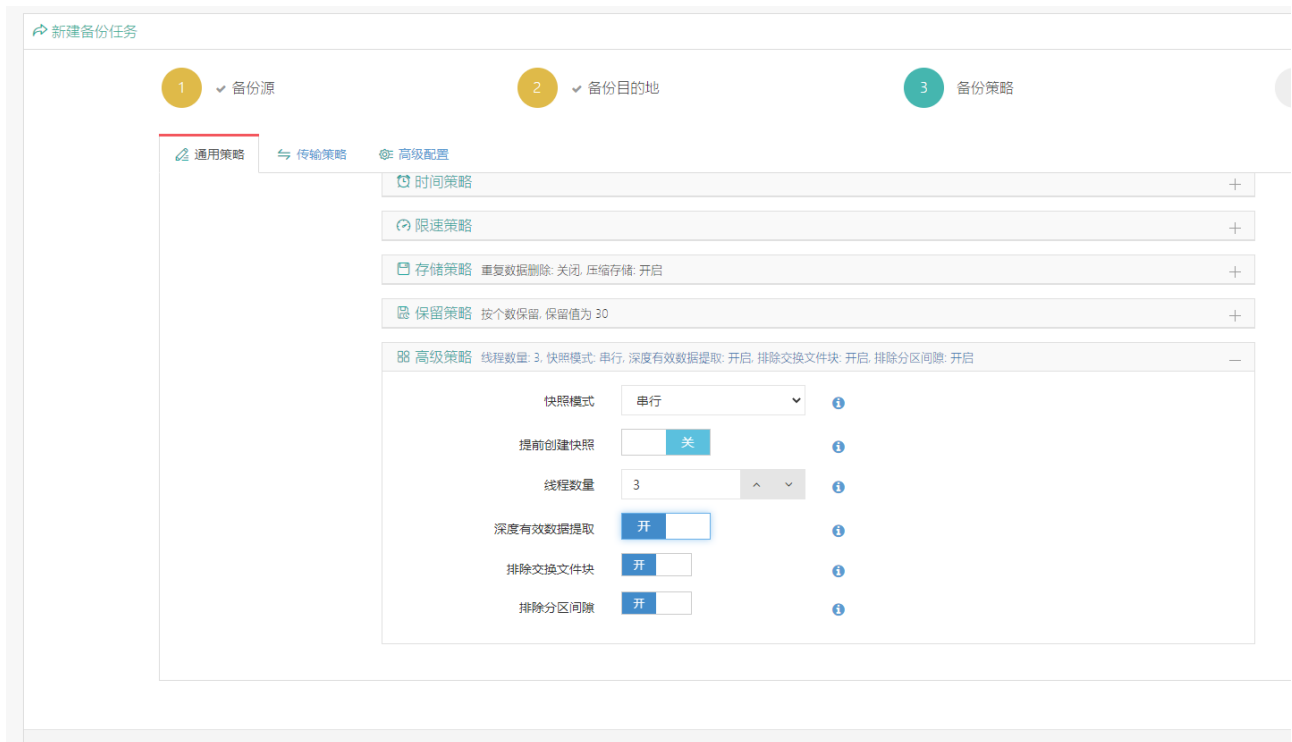 新建备份任务
1 备份源
2 备份目的地
3 备份策略
通用策略 传输策略 高级配置
时间策略
限速策略
存储策略 重复数据删除: 关闭, 压缩存储: 开启
保留策略 按个数保留, 保留值为 30
高级策略 线程数量: 3, 快照模式: 串行, 深度有效数据提取: 开启, 排除交换文件块: 开启, 排除分区间隙: 开启
快照模式 串行
提前创建快照 关
线程数量 3
深度有效数据提取 开
排除交换文件块 开
排除分区间隙 开